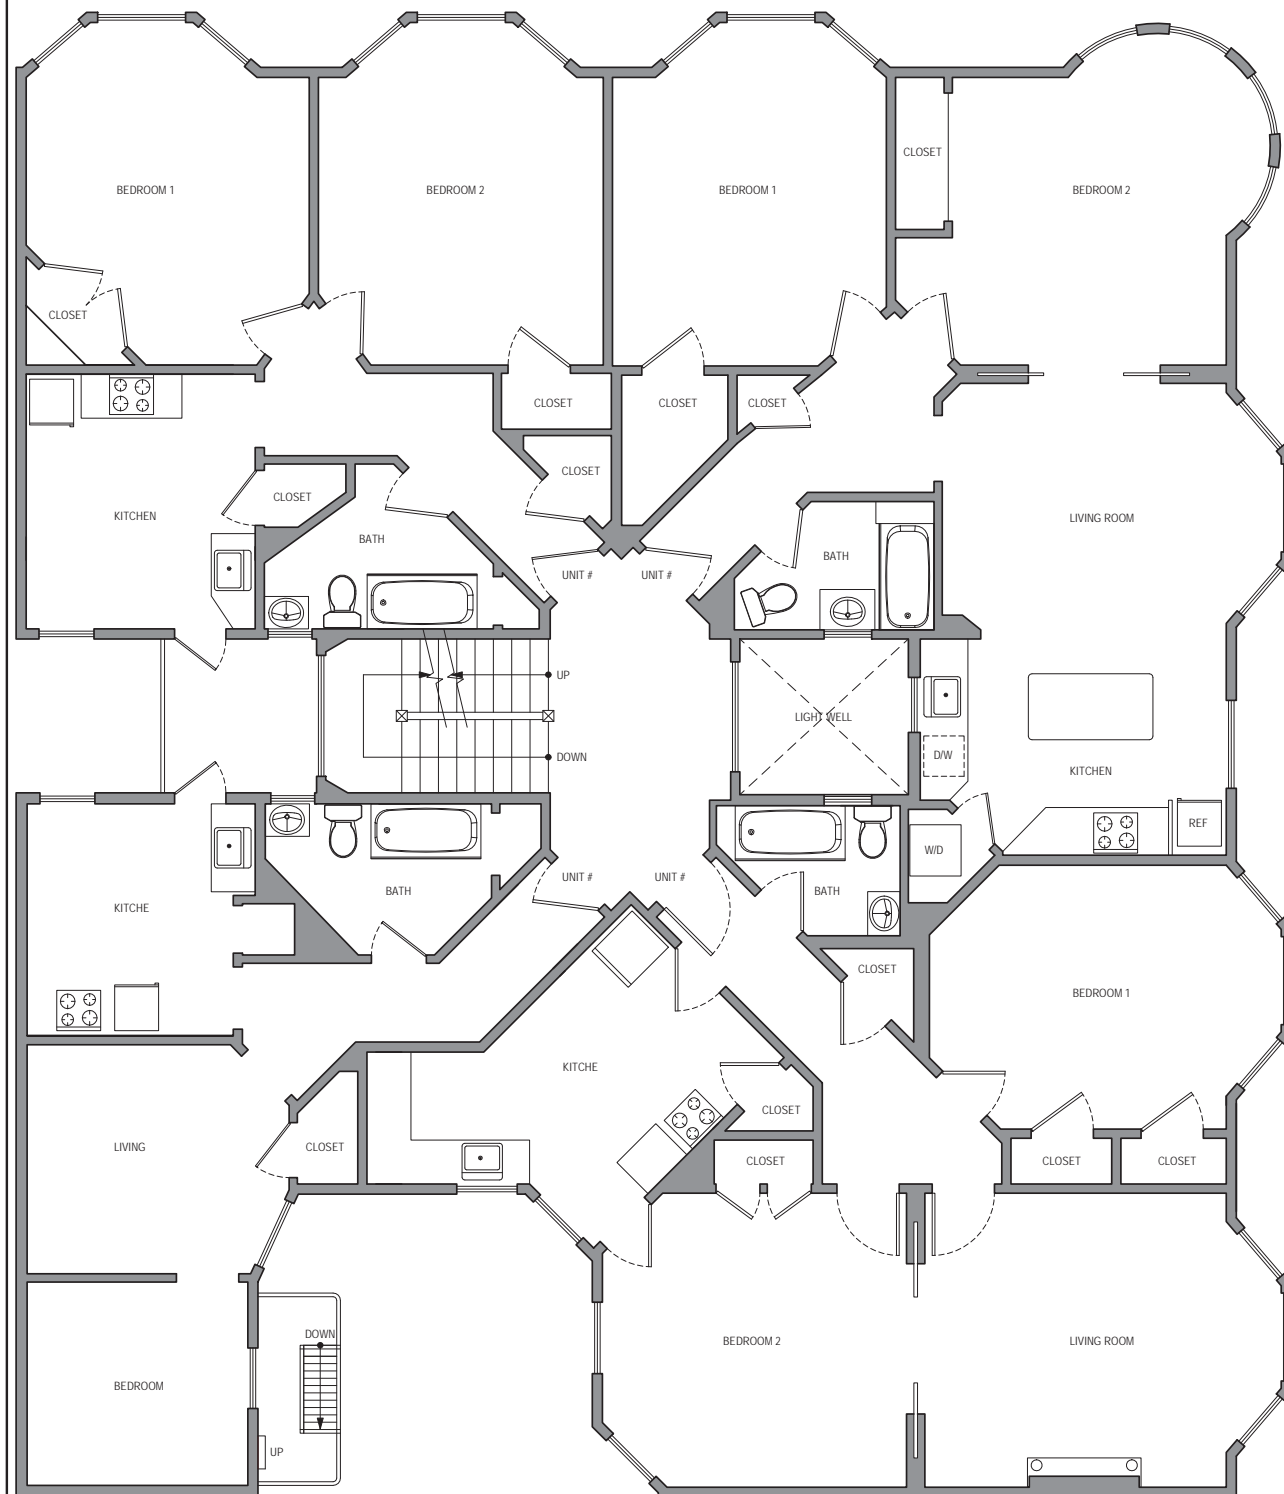 CLOSET
BEDROOM 1
BEDROOM 2
BEDROOM 1
BEDROOM 2
CLOSET
CLOSET
CLOSET
CLOSET
CLOSET
CLOSET
KITCHEN
BATH
LIVING ROOM
BATH
UNIT #
UNIT #
UP
LIGHT WELL
DOWN
D/W
KITCHEN
REF
W/D
UNIT #
UNIT #
BATH
BATH
KITCHE
CLOSET
BEDROOM 1
KITCHE
CLOSET
LIVING
CLOSET
CLOSET
CLOSET
CLOSET
DOWN
BEDROOM 2
LIVING ROOM
BEDROOM
UP